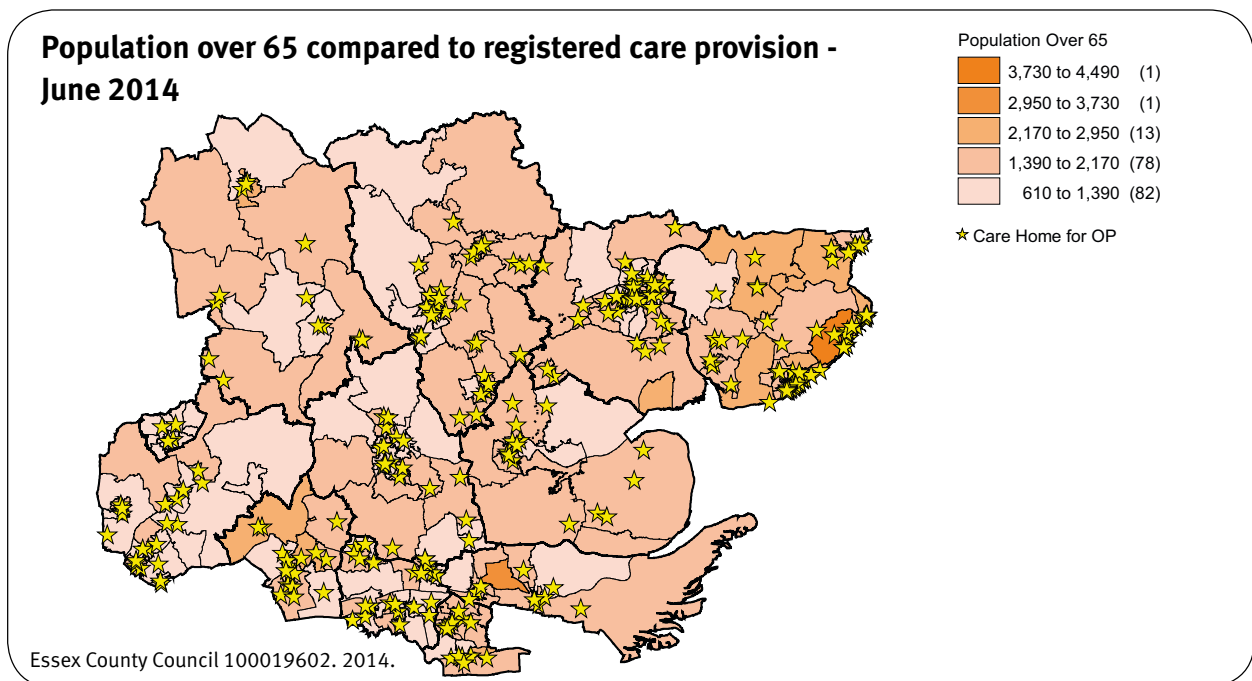 Population over 65 compared to registered care provision -
June 2014
Population Over 65
3,730 to 4,490 (1)
2,950 to 3,730 (1)
2,170 to 2,950 (13)
1,390 to 2,170 (78)
610 to 1,390 (82)
Care Home for OP
Essex County Council 100019602. 2014.